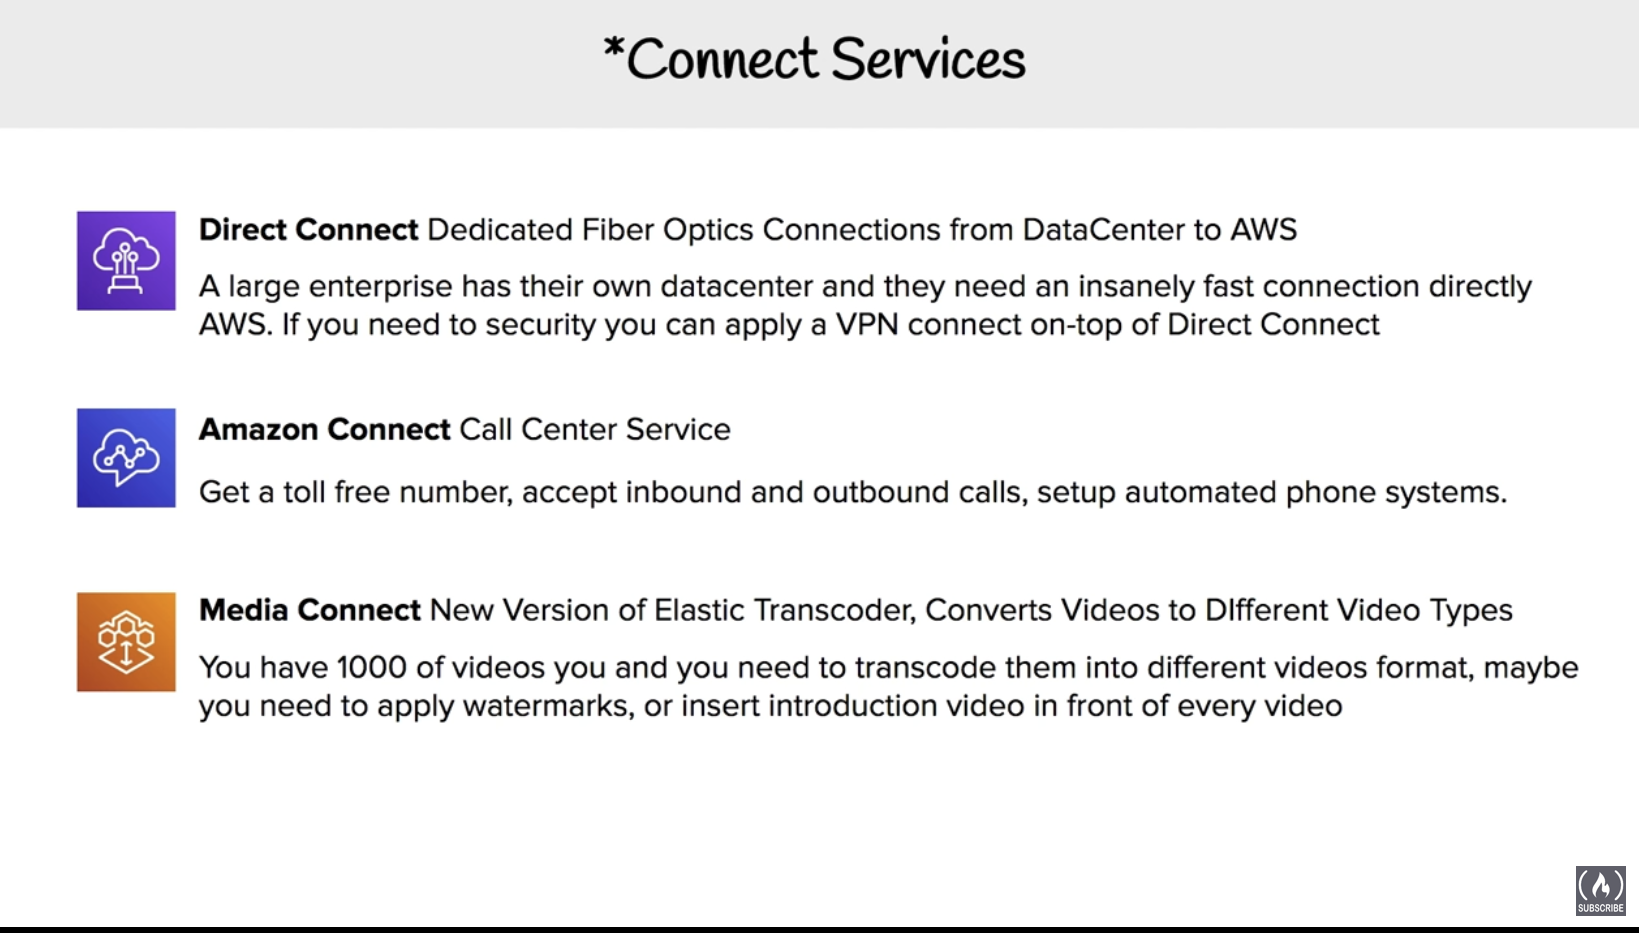 *Connect Services
Direct Connect Dedicated Fiber Optics Connections from DataCenter to AWS
A large enterprise has their own datacenter and they need an insanely fast connection directly
AWS. If you need to security you can apply a VPN connect on-top of Direct Connect
Amazon Connect Call Center Service
Get a toll free number, accept inbound and outbound calls, setup automated phone systems.
Media Connect New Version of Elastic Transcoder, Converts Videos to DIfferent Video Types
You have 1000 of videos you and you need to transcode them into different videos format, maybe
you need to apply watermarks, or insert introduction video in front of every video
SUBSCRIBE